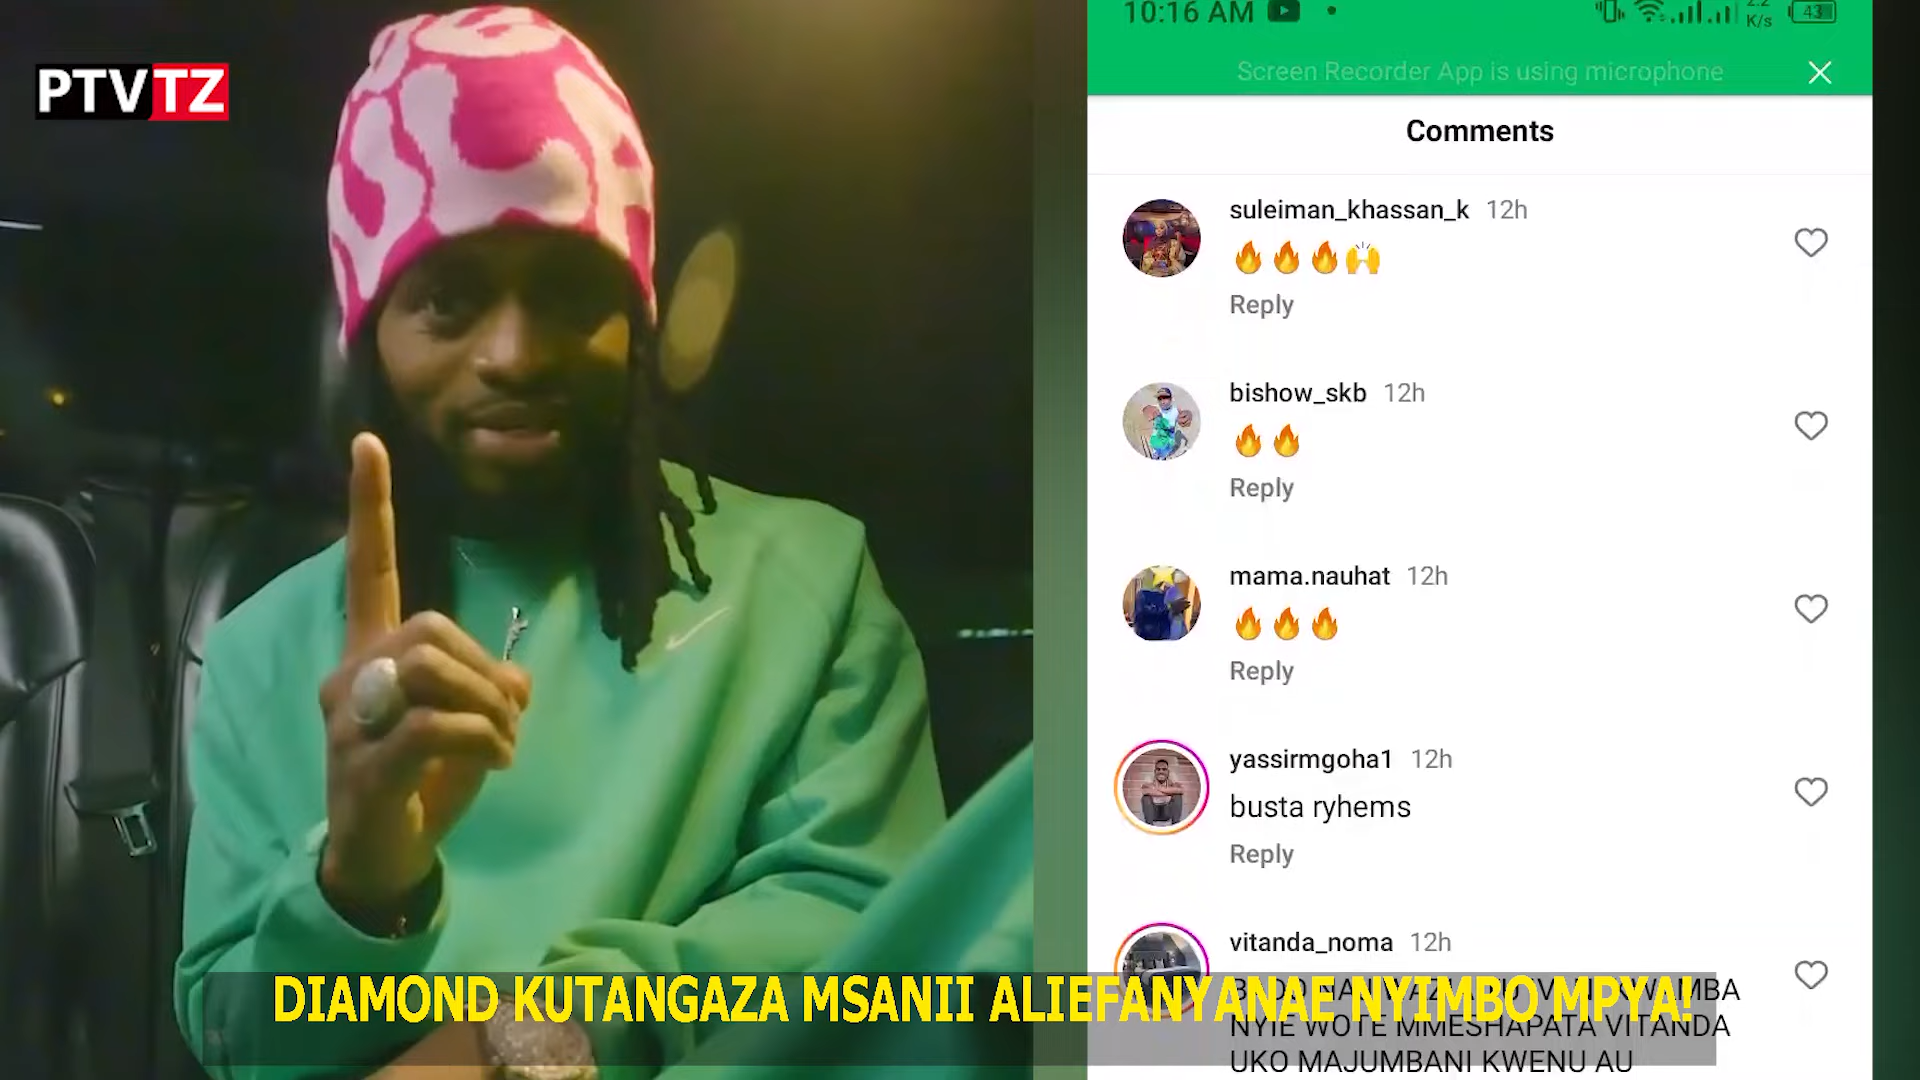 PTVTZ
10:16 AM
K/s
43
Screen Recorder App is using microphone
Comments
suleiman_khassan_k 12h
🔥🔥🔥🙌
Reply
bishow_skb 12h
🔥🔥
Reply
mama.nauhat 12h
🔥🔥🔥
Reply
yassirmgoha1 12h
busta ryhems
Reply
vitanda_noma 12h
NYIE WOTE MMESHAPATA VITANDA
UKO MAJUMBANI KWENU AU
DIAMOND KUTANGAZA MSANII ALIEFANYANAE NYIMBO MPYA!